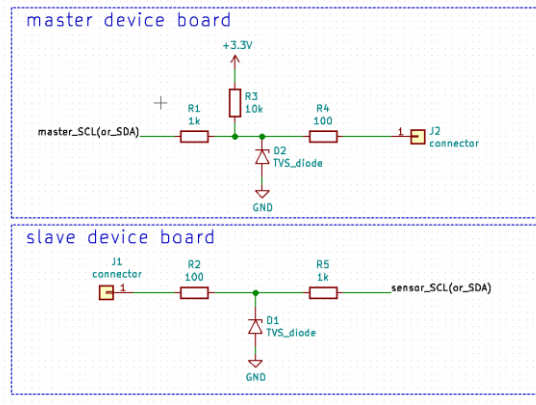 master device board
+3.3V
R3
10k
R1
1k
R4
100
master_SCL(or_SDA)
1
J2
connector
D2
TVS_diode
GND
slave device board
J1
connector
1
R2
100
R5
1k
sensor_SCL(or_SDA)
D1
TVS_diode
GND